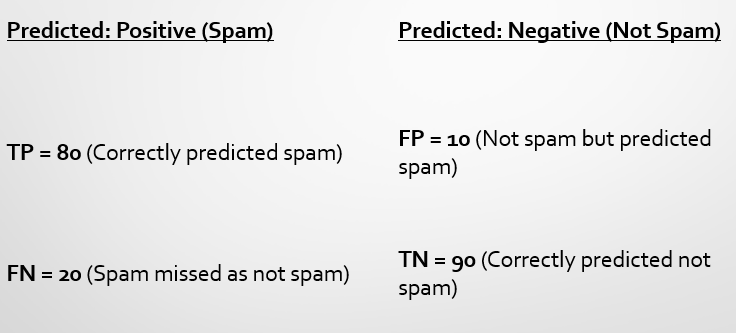 Predicted: Positive (Spam)
Predicted: Negative (Not Spam)
TP = 80 (Correctly predicted spam)
FP = 10 (Not spam but predicted
spam)
FN = 20 (Spam missed as not spam)
TN = 90 (Correctly predicted not
spam)